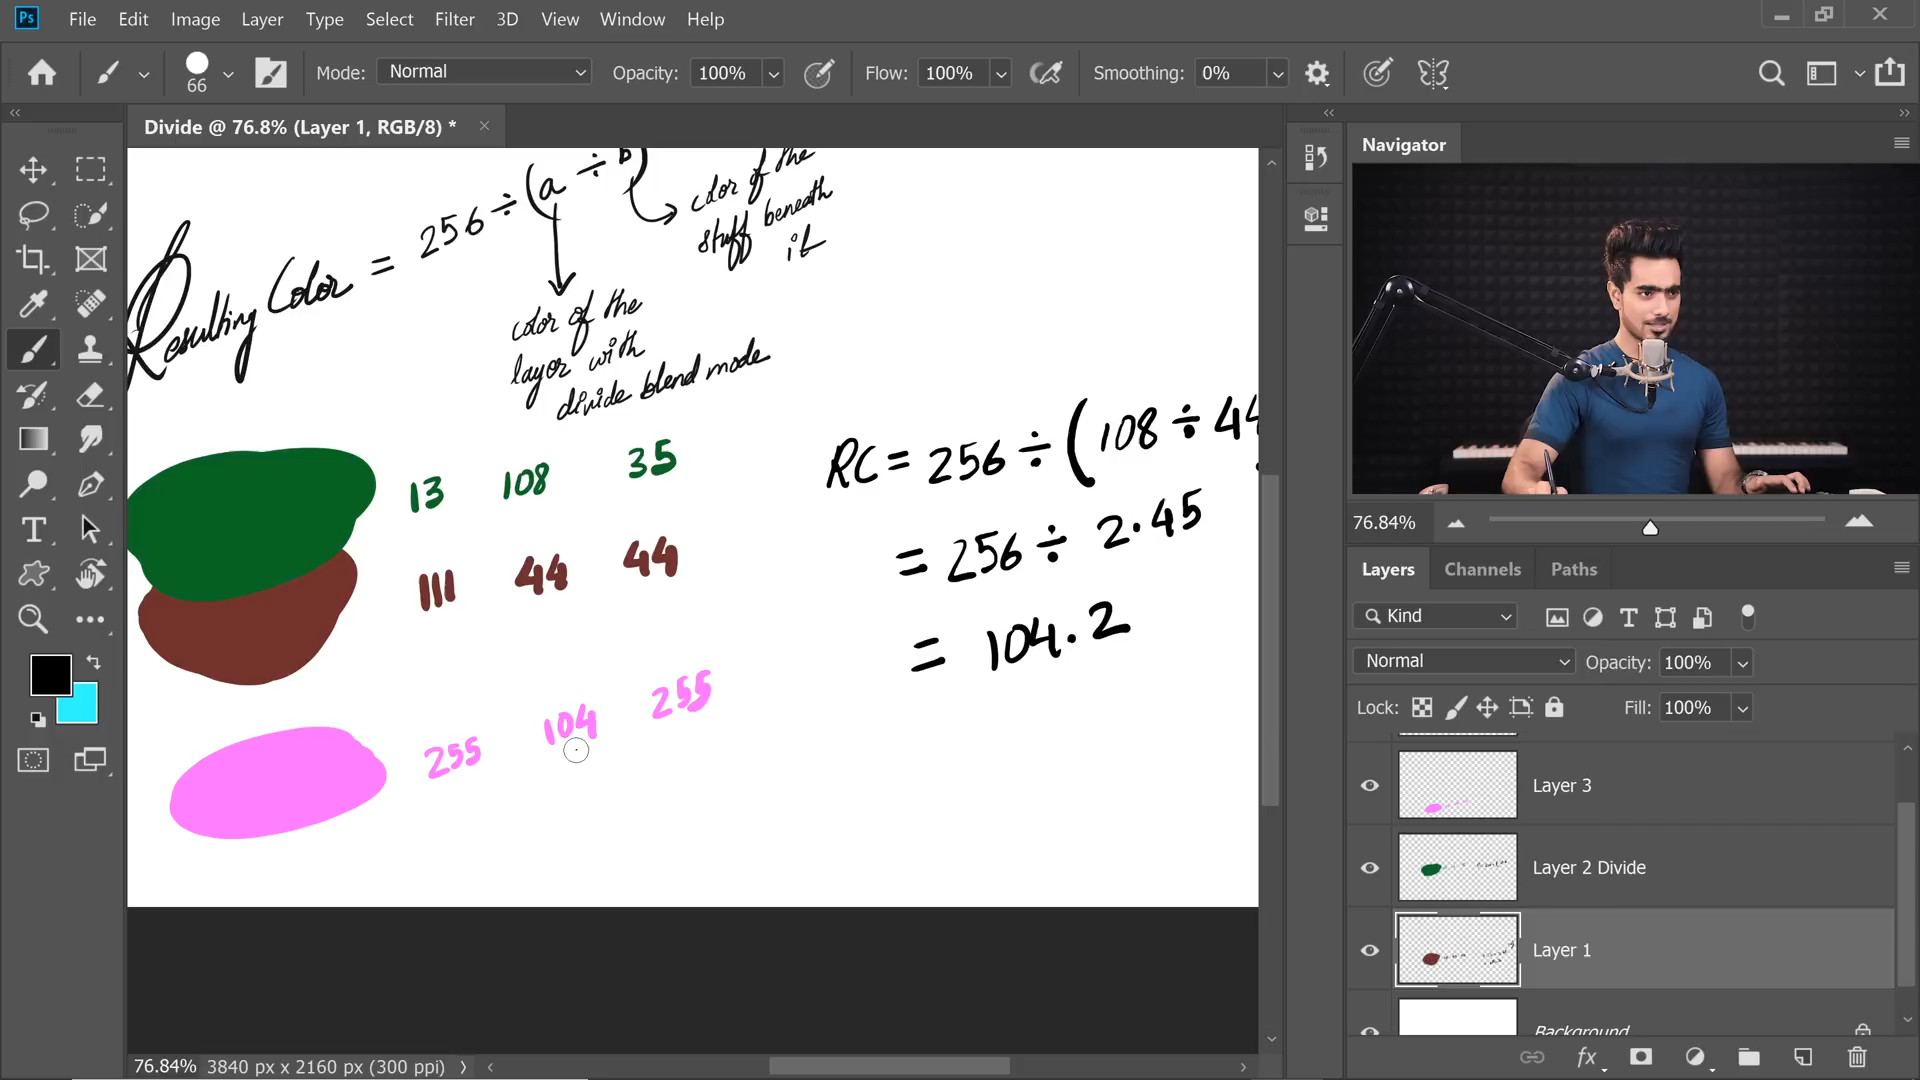 Ps File Edit Image Layer Type Select Filter 3D View Window Help
66 Mode: Normal Opacity: 100% Flow: 100% Smoothing: 0%
Divide @ 76.8% (Layer 1, RGB/8) *
Navigator
Resulting Color = 256 ÷ (a ÷ b)
color of the
stuff beneath
it
color of the
layer with
divide blend mode
13 108 35
111 44 44
255 104 255
RC = 256 ÷ (108 ÷ 44
= 256 ÷ 2.45
= 104.2
76.84%
Layers Channels Paths
Kind
Normal Opacity: 100%
Lock: Fill: 100%
Layer 3
Layer 2 Divide
Layer 1
Background
fx
76.84% 3840 px x 2160 px (300 ppi)